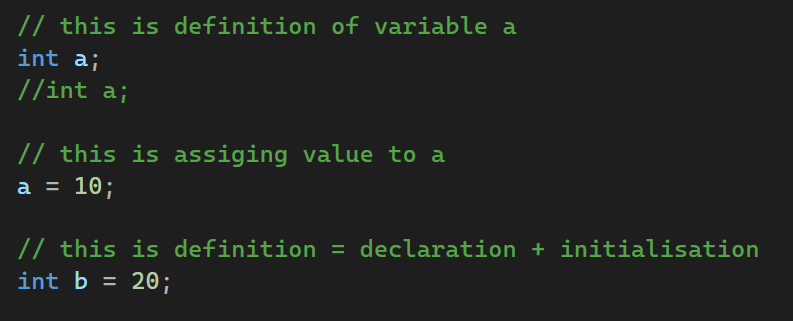 // this is definition of variable a
int a;
//int a;
// this is assiging value to a
a = 10;
// this is definition = declaration + initialisation
int b = 20;